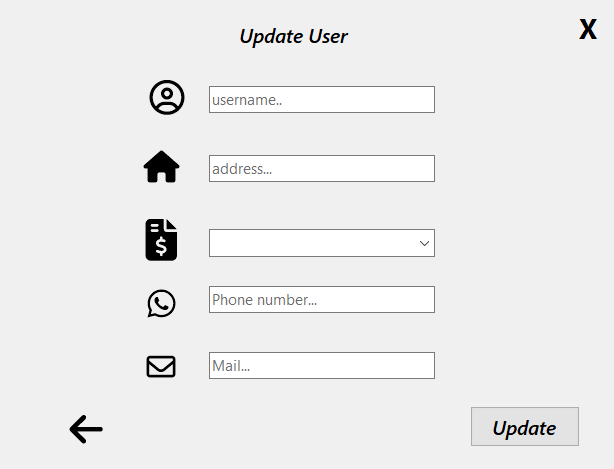 Update User
X
username..
address...
$
Phone number...
Mail...
Update